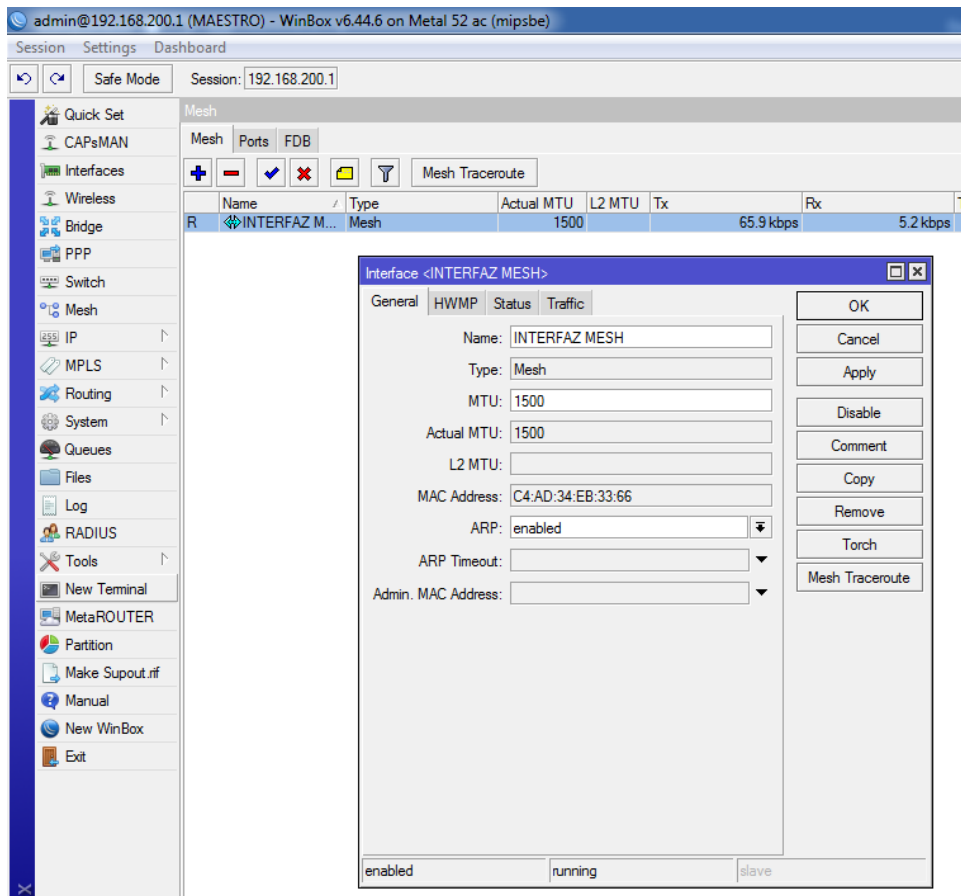 admin@192.168.200.1 (MAESTRO) - WinBox v6.44.6 on Metal 52 ac (mipsbe)
Session Settings Dashboard
Safe Mode Session: 192.168.200.1
Quick Set
CAPsMAN
Interfaces
Wireless
Bridge
PPP
Switch
Mesh
IP
MPLS
Routing
System
Queues
Files
Log
RADIUS
Tools
New Terminal
MetaROUTER
Partition
Make Supout.rif
Manual
New WinBox
Exit
Mesh
Mesh Ports FDB
Mesh Traceroute
Name Type Actual MTU L2 MTU Tx Rx
R INTERFAZ M... Mesh 1500 65.9 kbps 5.2 kbps
Interface <INTERFAZ MESH>
General HWMP Status Traffic
Name: INTERFAZ MESH
Type: Mesh
MTU: 1500
Actual MTU: 1500
L2 MTU:
MAC Address: C4:AD:34:EB:33:66
ARP: enabled
ARP Timeout:
Admin. MAC Address:
OK
Cancel
Apply
Disable
Comment
Copy
Remove
Torch
Mesh Traceroute
enabled running slave